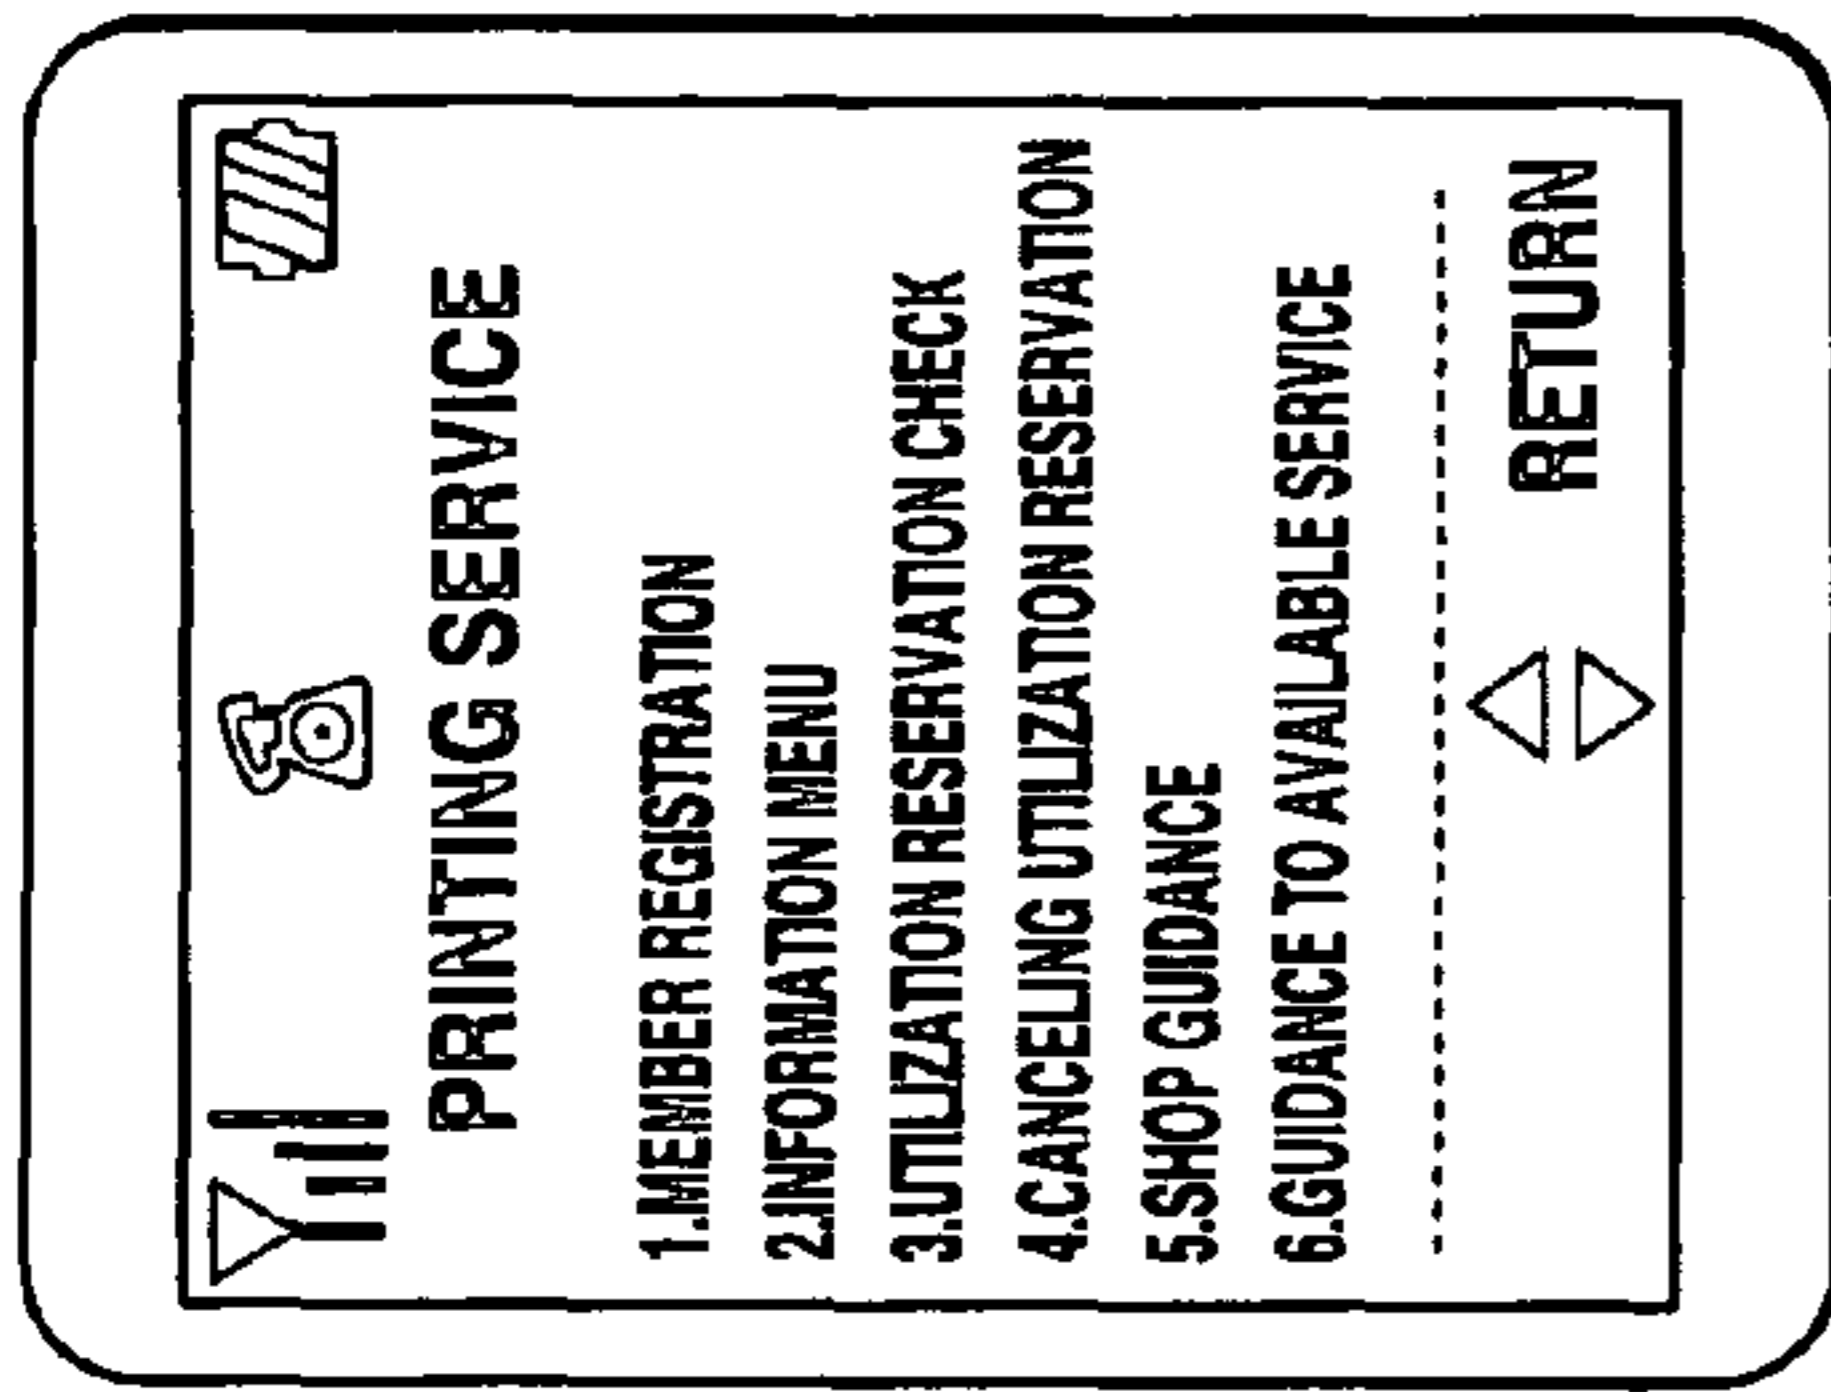 PRINTING SERVICE
1.MEMBER REGISTRATION
2.INFORMATION MENU
3.UTILIZATION RESERVATION CHECK
4.CANCELING UTILIZATION RESERVATION
5.SHOP GUIDANCE
6.GUIDANCE TO AVAILABLE SERVICE
RETURN